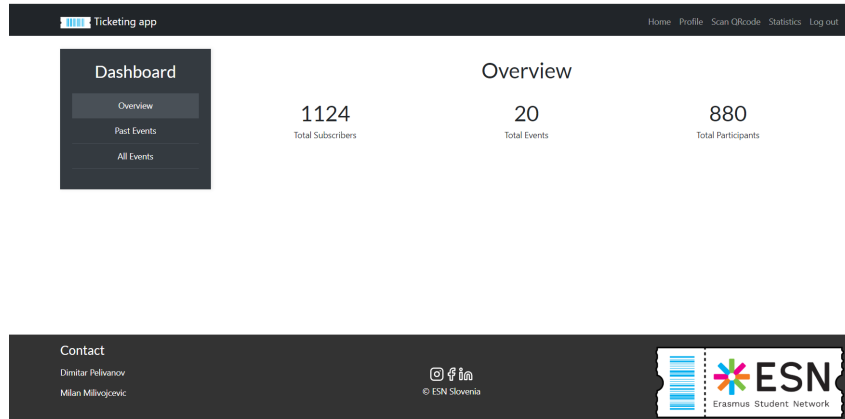 Ticketing app
Home Profile Scan QRcode Statistics Log out
Dashboard
Overview
Past Events
All Events
Overview
1124
Total Subscribers
20
Total Events
880
Total Participants
Contact
Dimitar Pelivanov
Milan Milivojcevic
© ESN Slovenia
ESN
Erasmus Student Network